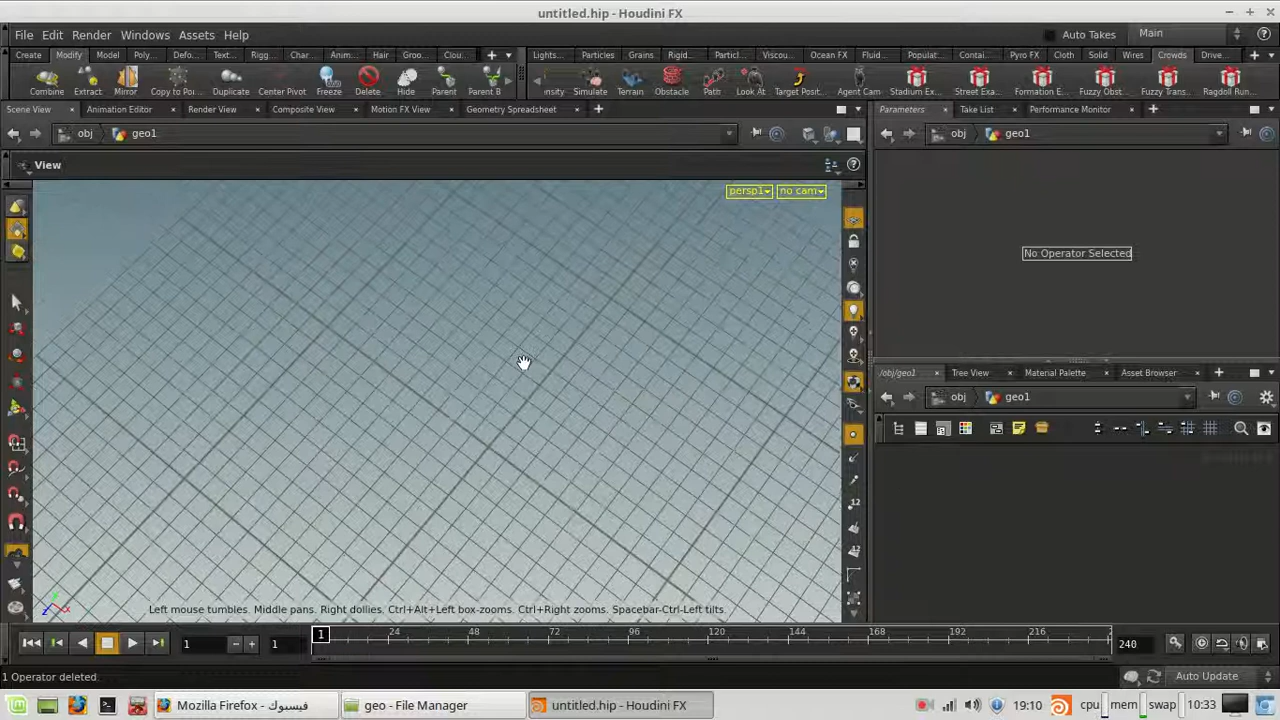 untitled.hip - Houdini FX
File Edit Render Windows Assets Help
Auto Takes Main
Create Modify Model Poly... Defo... Text... Rigg... Char... Anim... Hair Groo... Clou...
Lights... Particles Grains Rigid... Particl... Viscou... Ocean FX Fluid... Populat... Contai... Pyro FX Cloth Solid Wires Crowds Drive...
Combine Extract Mirror Copy to Po... Duplicate Center Pivot Freeze Delete Hide Parent Parent B
...nsity Simulate Terrain Obstacle Path Look At Target Posit... Agent Cam Stadium Ex... Street Exa... Formation E... Fuzzy Obst... Fuzzy Trans... Ragdoll Run...
Scene View Animation Editor Render View Composite View Motion FX View Geometry Spreadsheet
Parameters Take List Performance Monitor
obj geo1
obj geo1
View
persp1 no cam
No Operator Selected
/obj/geo1 Tree View Material Palette Asset Browser
obj geo1
Left mouse tumbles. Middle pans. Right dollies. Ctrl+Alt+Left box-zooms. Ctrl+Right zooms. Spacebar-Ctrl-Left tilts.
1 24 48 72 96 120 144 168 192 216 2
1 1 240
1 Operator deleted.
Auto Update
Mozilla Firefox - فيسبوك
geo - File Manager
untitled.hip - Houdini FX
19:10 cpu mem swap 10:33